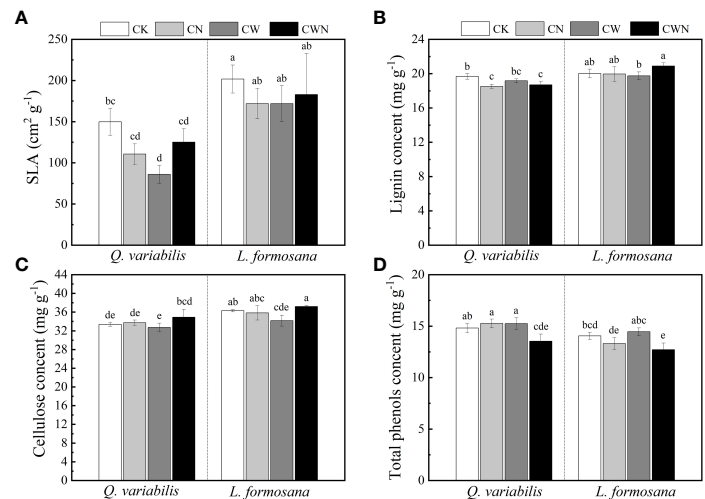 A
CK CN CW CWN
SLA (cm² g⁻¹)
250
200
150
100
50
0
bc cd d cd a ab ab ab
Q. variabilis L. formosana
B
CK CN CW CWN
Lignin concent (mg g⁻¹)
24
20
16
12
8
4
0
b c bc c ab ab b a
Q. variabilis L. formosana
C
Cellulose concent (mg g⁻¹)
44
40
36
32
28
24
20
16
12
8
4
0
de de e bcd ab abc cde a
Q. variabilis L. formosana
D
Total phenols concent (mg g⁻¹)
20
15
10
5
0
ab a a cde bcd de abc e
Q. variabilis L. formosana